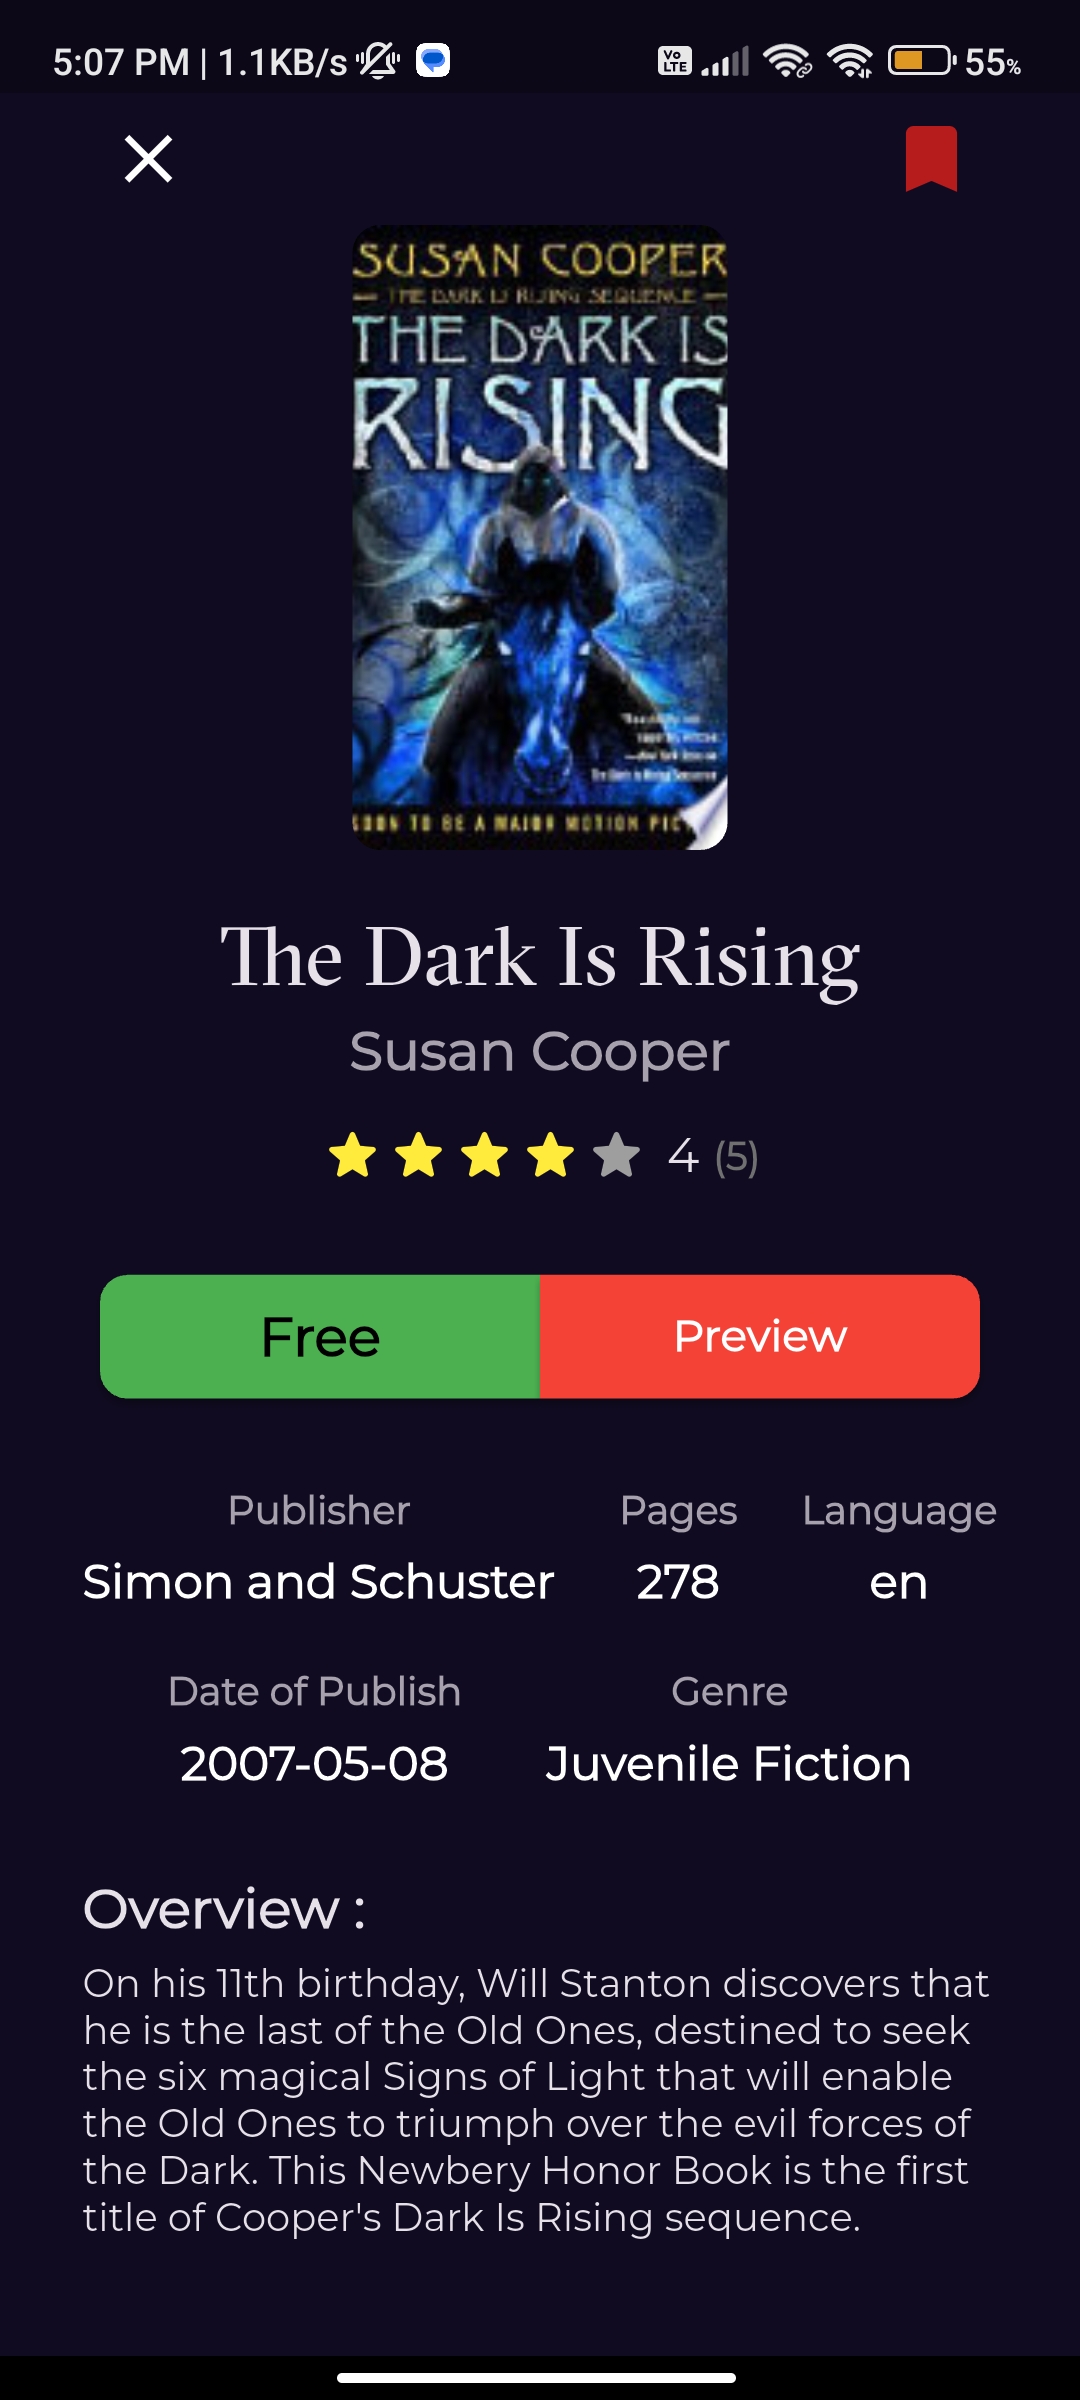 5:07 PM | 1.1KB/s
Vo LTE
55%
SUSAN COOPER
THE DARK IS RISING SEQUENCE
THE DARK IS
RISING
The Dark Is Rising Sequence
SOON TO BE A MAJOR MOTION PIC
The Dark Is Rising
Susan Cooper
4 (5)
Free Preview
Publisher Pages Language
Simon and Schuster 278 en
Date of Publish Genre
2007-05-08 Juvenile Fiction
Overview :
On his 11th birthday, Will Stanton discovers that
he is the last of the Old Ones, destined to seek
the six magical Signs of Light that will enable
the Old Ones to triumph over the evil forces of
the Dark. This Newbery Honor Book is the first
title of Cooper's Dark Is Rising sequence.